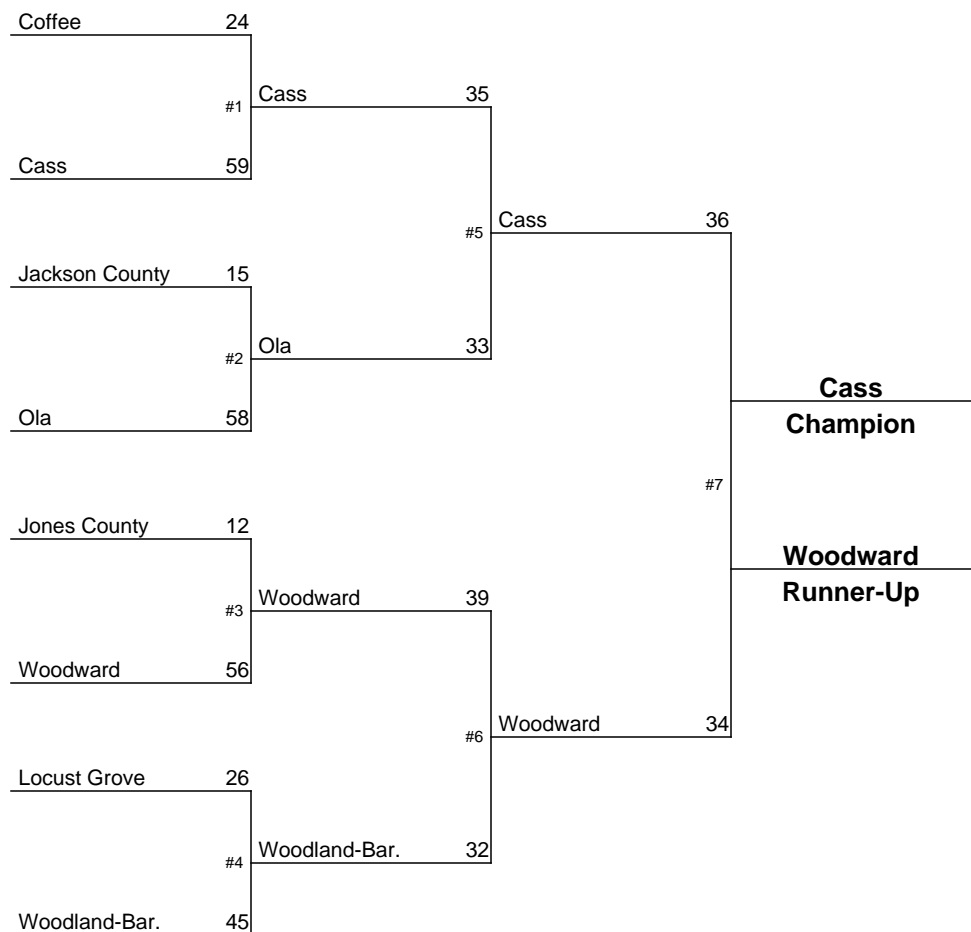 Coffee 24
#1 Cass 35
Cass 59
#5 Cass 36
Jackson County 15
#2 Ola 33
Ola 58
Cass
Champion
#7
Jones County 12
Woodward
Runner-Up
#3 Woodward 39
Woodward 56
#6 Woodward 34
Locust Grove 26
#4 Woodland-Bar. 32
Woodland-Bar. 45